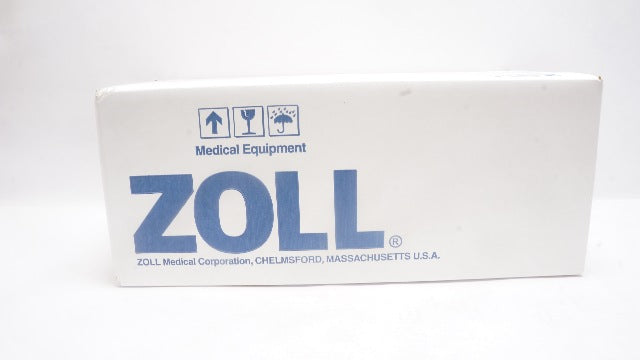 Medical Equipment
ZOLL®
ZOLL Medical Corporation, CHELMSFORD, MASSACHUSETTS U.S.A.